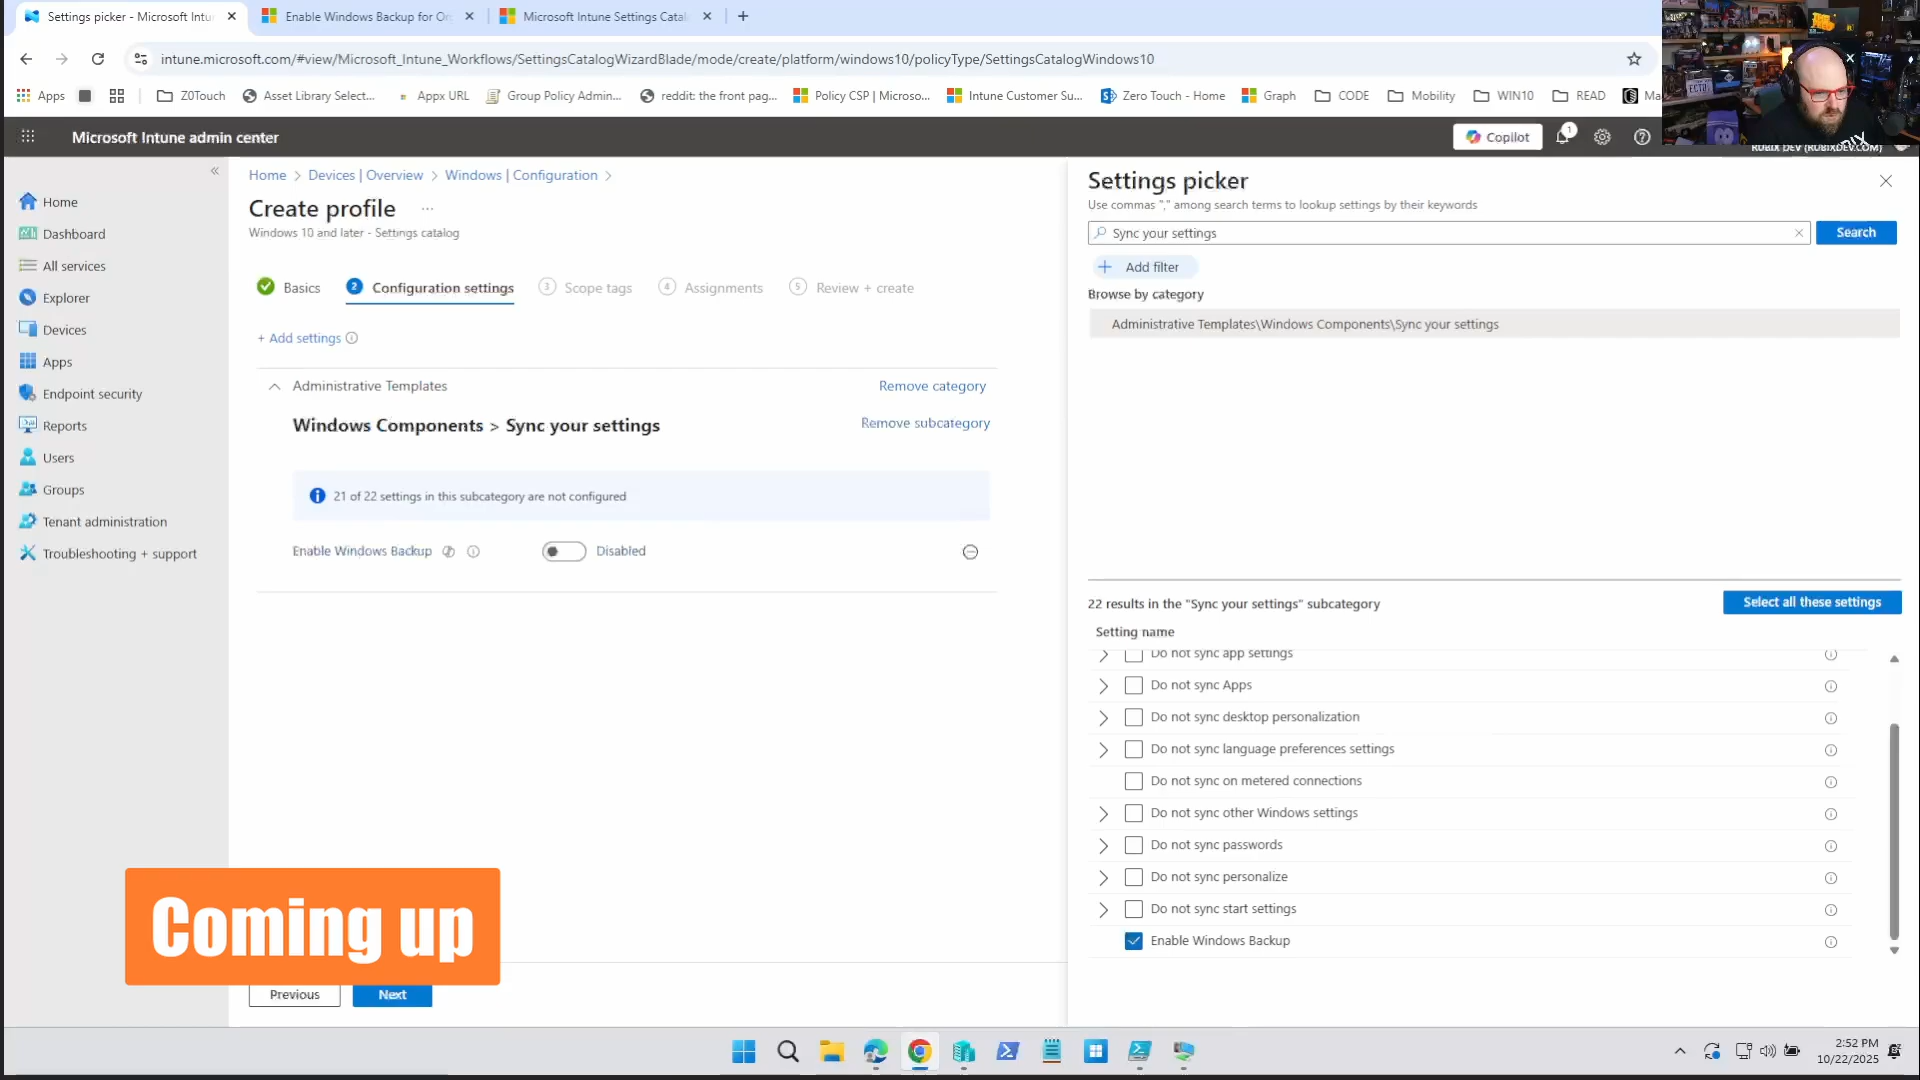 Settings picker - Microsoft Intu
Enable Windows Backup for Or
Microsoft Intune Settings Catal
intune.microsoft.com/#view/Microsoft_Intune_Workflows/SettingsCatalogWizardBlade/mode/create/platform/windows10/policyType/SettingsCatalogWindows10
Apps
Z0Touch
Asset Library Select...
Appx URL
Group Policy Admin...
reddit: the front pag...
Policy CSP | Microso...
Intune Customer Su...
Zero Touch - Home
Graph
CODE
Mobility
WIN10
READ
Ma
Microsoft Intune admin center
Copilot
1
RUBIX DEV (RUBIXDEV.COM)
Home
Dashboard
All services
Explorer
Devices
Apps
Endpoint security
Reports
Users
Groups
Tenant administration
Troubleshooting + support
Home > Devices | Overview > Windows | Configuration >
Create profile ...
Windows 10 and later - Settings catalog
Basics
2 Configuration settings
3 Scope tags
4 Assignments
5 Review + create
+ Add settings
Administrative Templates
Remove category
Windows Components > Sync your settings
Remove subcategory
21 of 22 settings in this subcategory are not configured
Enable Windows Backup
Disabled
Coming up
Previous
Next
Settings picker
Use commas "," among search terms to lookup settings by their keywords
Sync your settings
Search
Add filter
Browse by category
Administrative Templates\Windows Components\Sync your settings
22 results in the "Sync your settings" subcategory
Select all these settings
Setting name
Do not sync app settings
Do not sync Apps
Do not sync desktop personalization
Do not sync language preferences settings
Do not sync on metered connections
Do not sync other Windows settings
Do not sync passwords
Do not sync personalize
Do not sync start settings
Enable Windows Backup
2:52 PM
10/22/2025